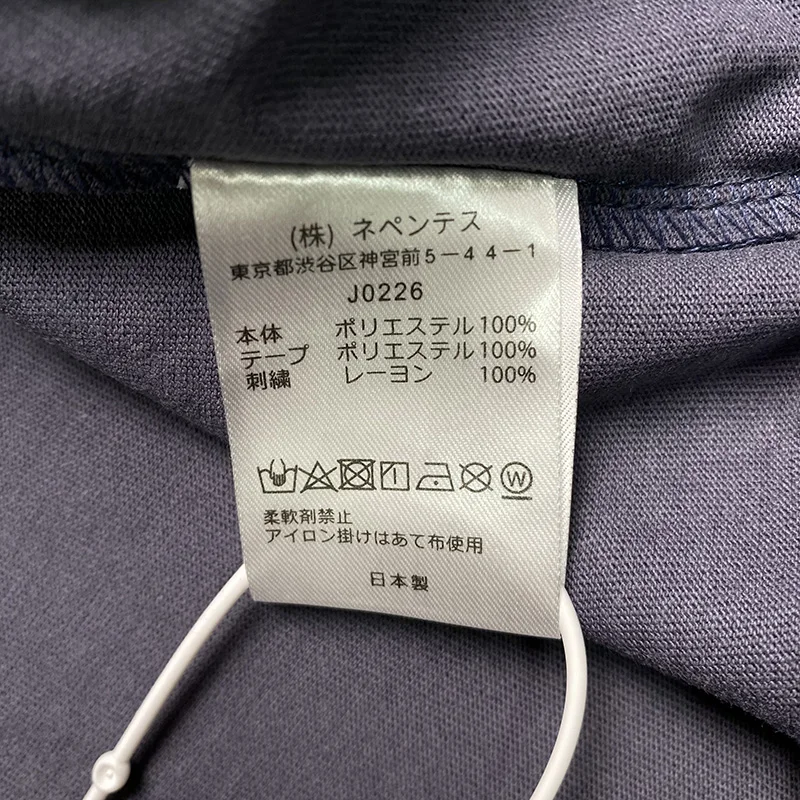 (株) ネペンテス
東京都渋谷区神宮前5-44-1
J0226
本体 ポリエステル100%
テープ ポリエステル100%
刺繍 レーヨン 100%
W
柔軟剤禁止
アイロン掛けはあて布使用
日本製